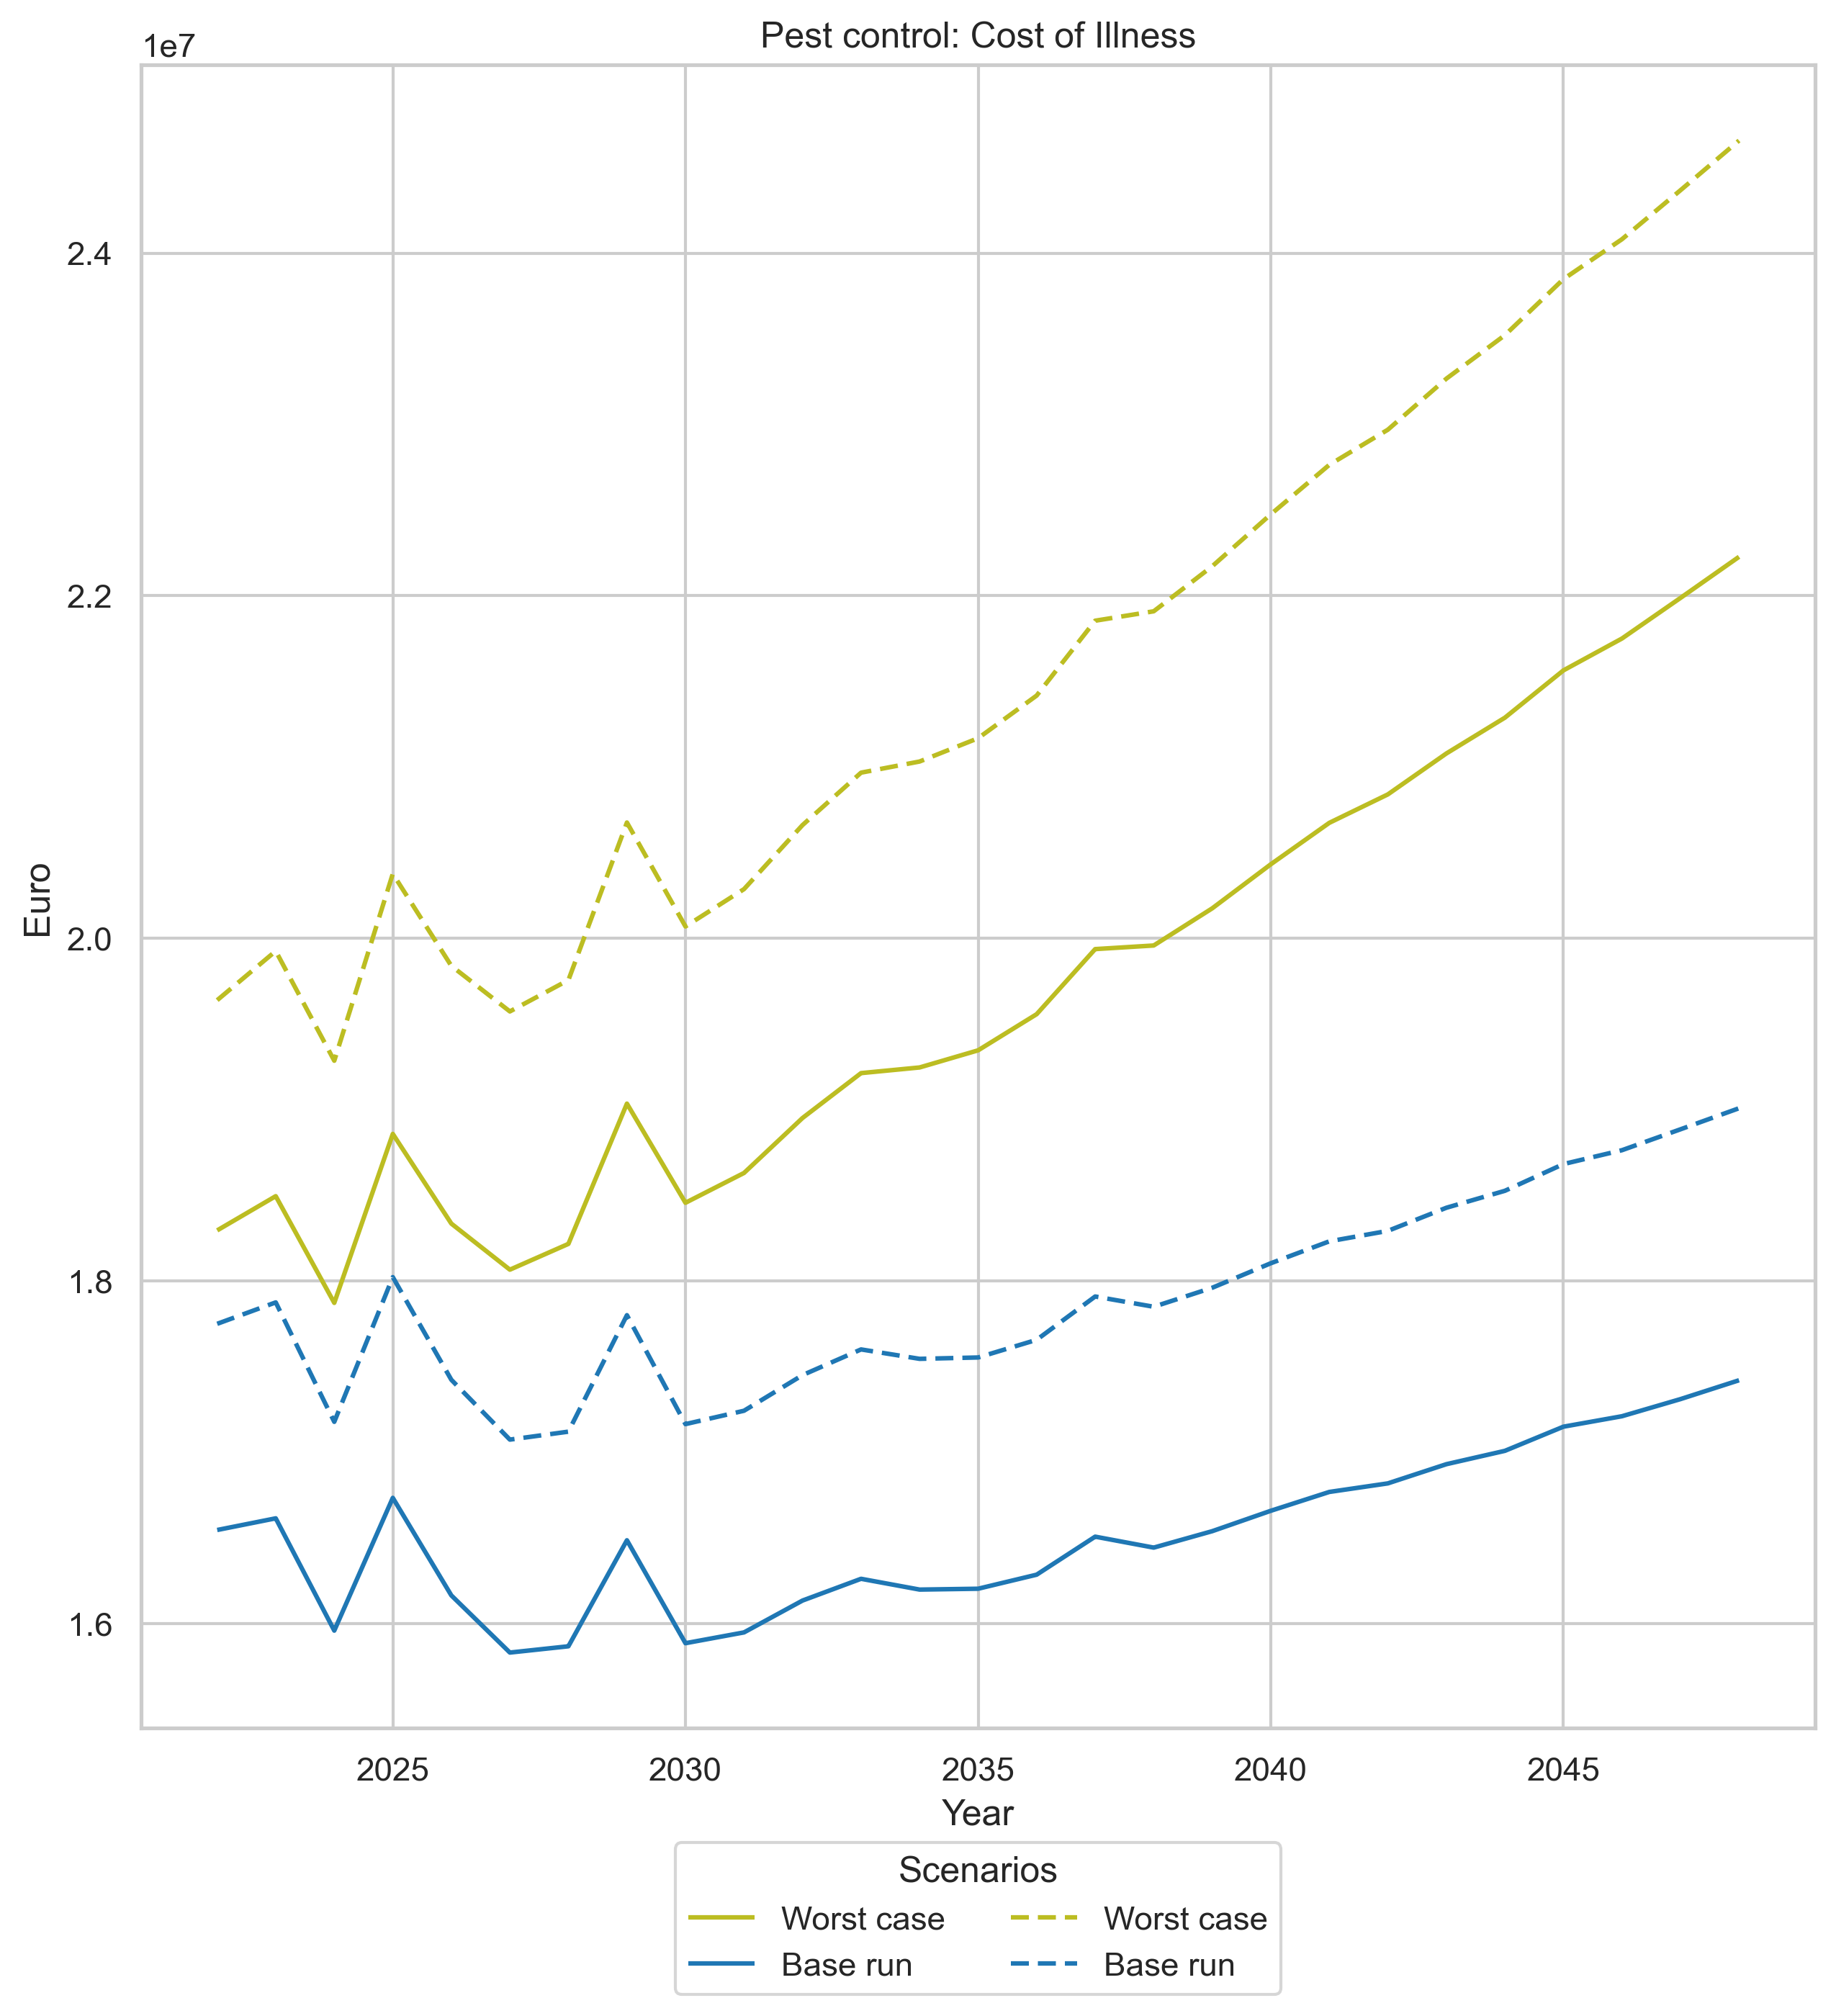 Pest control: Cost of Illness
1e7
2.4
2.2
2.0
1.8
1.6
Euro
2025 2030 2035 2040 2045
Year
Scenarios
Worst case Worst case
Base run Base run